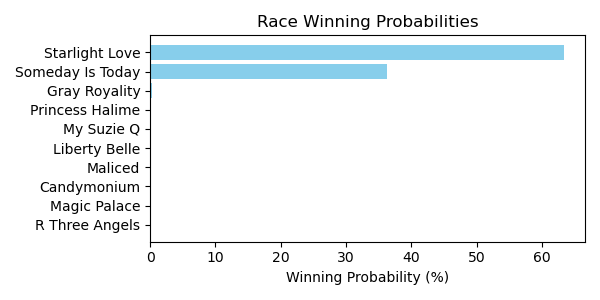 Race Winning Probabilities
Starlight Love
Someday Is Today
Gray Royality
Princess Halime
My Suzie Q
Liberty Belle
Maliced
Candymonium
Magic Palace
R Three Angels
0 10 20 30 40 50 60
Winning Probability (%)